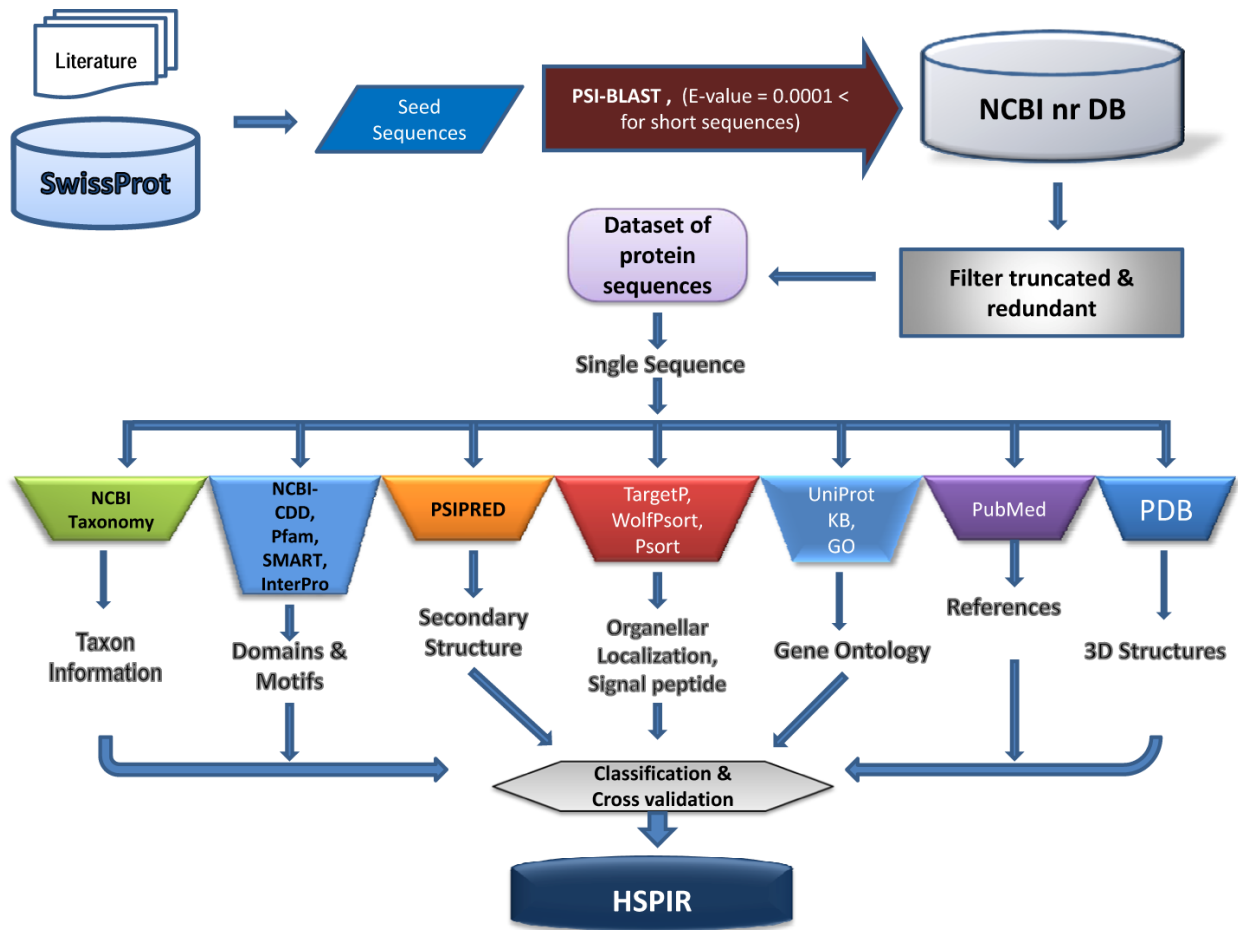 Literature
SwissProt
Seed
Sequences
PSI-BLAST , (E-value = 0.0001 <
for short sequences)
NCBI nr DB
Filter truncated &
redundant
Dataset of
protein
sequences
Single Sequence
NCBI
Taxonomy
NCBI-
CDD,
Pfam,
SMART,
InterPro
PSIPRED
TargetP,
WolfPsort,
Psort
UniProt
KB,
GO
PubMed
PDB
Taxon
Information
Domains &
Motifs
Secondary
Structure
Organellar
Localization,
Signal peptide
Gene Ontology
References
3D Structures
Classification &
Cross validation
HSPIR